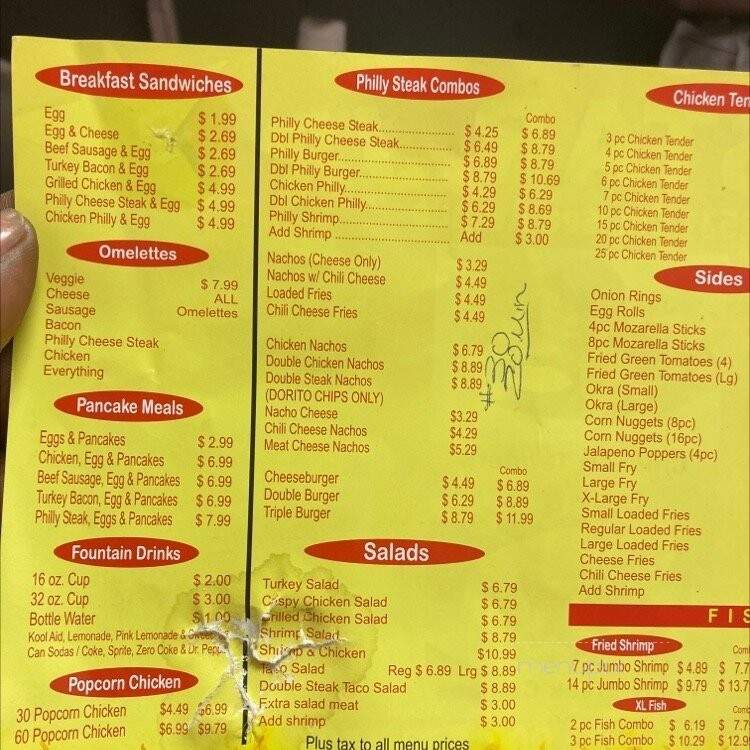 Breakfast Sandwiches
Egg $ 1.99
Egg & Cheese $ 2.69
Beef Sausage & Egg $ 2.69
Turkey Bacon & Egg $ 2.69
Grilled Chicken & Egg $ 4.99
Philly Cheese Steak & Egg $ 4.99
Chicken Philly & Egg $ 4.99
Omelettes
Veggie $ 7.99
Cheese ALL
Sausage Omelettes
Bacon
Philly Cheese Steak
Chicken
Everything
Pancake Meals
Eggs & Pancakes $ 2.99
Chicken, Egg & Pancakes $ 6.99
Beef Sausage, Egg & Pancakes $ 6.99
Turkey Bacon, Egg & Pancakes $ 6.99
Philly Steak, Eggs & Pancakes $ 7.99
Fountain Drinks
16 oz. Cup $ 2.00
32 oz. Cup $ 3.00
Bottle Water $ 1.00
Kool Aid, Lemonade, Pink Lemonade &
Can Sodas / Coke, Sprite, Zero Coke & Dr. Pepp
Popcorn Chicken
30 Popcorn Chicken $4.49 $6.99
60 Popcorn Chicken $6.99 $9.79
Philly Steak Combos
Combo
Philly Cheese Steak.................... $ 4.25 $ 6.89
Dbl Philly Cheese Steak.............. $ 6.49 $ 8.79
Philly Burger.............................. $ 6.89 $ 8.79
Dbl Philly Burger........................ $ 8.79 $ 10.69
Chicken Philly............................ $ 4.29 $ 6.29
Dbl Chicken Philly...................... $ 6.29 $ 8.69
Philly Shrimp............................. $ 7.29 $ 8.79
Add Shrimp .............................. Add $ 3.00
Nachos (Cheese Only) $ 3.29
Nachos w/ Chili Cheese $ 4.49
Loaded Fries $ 4.49
Chili Cheese Fries $ 4.49
Chicken Nachos $ 6.79
Double Chicken Nachos $ 8.89
Double Steak Nachos $ 8.89
(DORITO CHIPS ONLY)
Nacho Cheese $3.29
Chili Cheese Nachos $4.29
Meat Cheese Nachos $5.29
#30
Combo
Cheeseburger $ 4.49 $ 6.89
Double Burger $ 6.29 $ 8.89
Triple Burger $ 8.79 $ 11.99
Salads
Turkey Salad $ 6.79
Crispy Chicken Salad $ 6.79
Grilled Chicken Salad $ 6.79
Shrimp Salad $ 8.79
Shrimp & Chicken $10.99
Taco Salad Reg $ 6.89 Lrg $ 8.89
Double Steak Taco Salad $ 8.89
Extra salad meat $ 3.00
Add shrimp $ 3.00
Plus tax to all menu prices
Chicken Ten
3 pc Chicken Tender
4 pc Chicken Tender
5 pc Chicken Tender
6 pc Chicken Tender
7 pc Chicken Tender
10 pc Chicken Tender
15 pc Chicken Tender
20 pc Chicken Tender
25 pc Chicken Tender
Sides
Onion Rings
Egg Rolls
4pc Mozarella Sticks
8pc Mozarella Sticks
Fried Green Tomatoes (4)
Fried Green Tomatoes (Lg)
Okra (Small)
Okra (Large)
Corn Nuggets (8pc)
Corn Nuggets (16pc)
Jalapeno Poppers (4pc)
Small Fry
Large Fry
X-Large Fry
Small Loaded Fries
Regular Loaded Fries
Large Loaded Fries
Cheese Fries
Chili Cheese Fries
Add Shrimp
FIS
Fried Shrimp Com
7 pc Jumbo Shrimp $ 4.89 $ 7.7
14 pc Jumbo Shrimp $ 9.79 $ 13.7
XL Fish Com
2 pc Fish Combo $ 6.19 $ 7.7
3 pc Fish Combo $ 10.29 $ 12.9